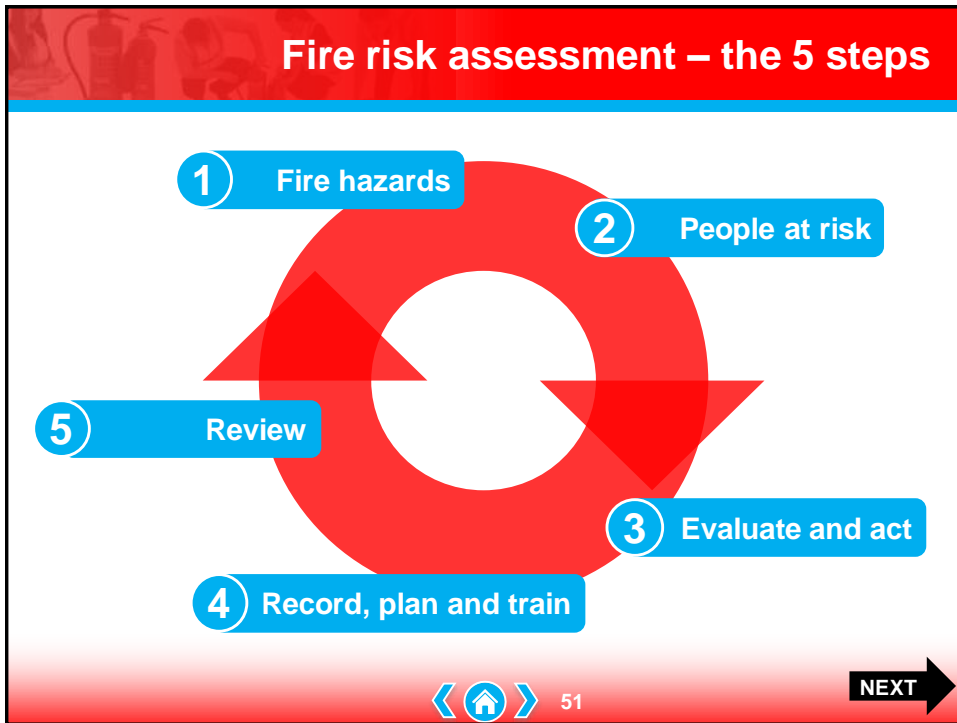 Fire risk assessment – the 5 steps
1 Fire hazards
2 People at risk
3 Evaluate and act
4 Record, plan and train
5 Review
51
NEXT